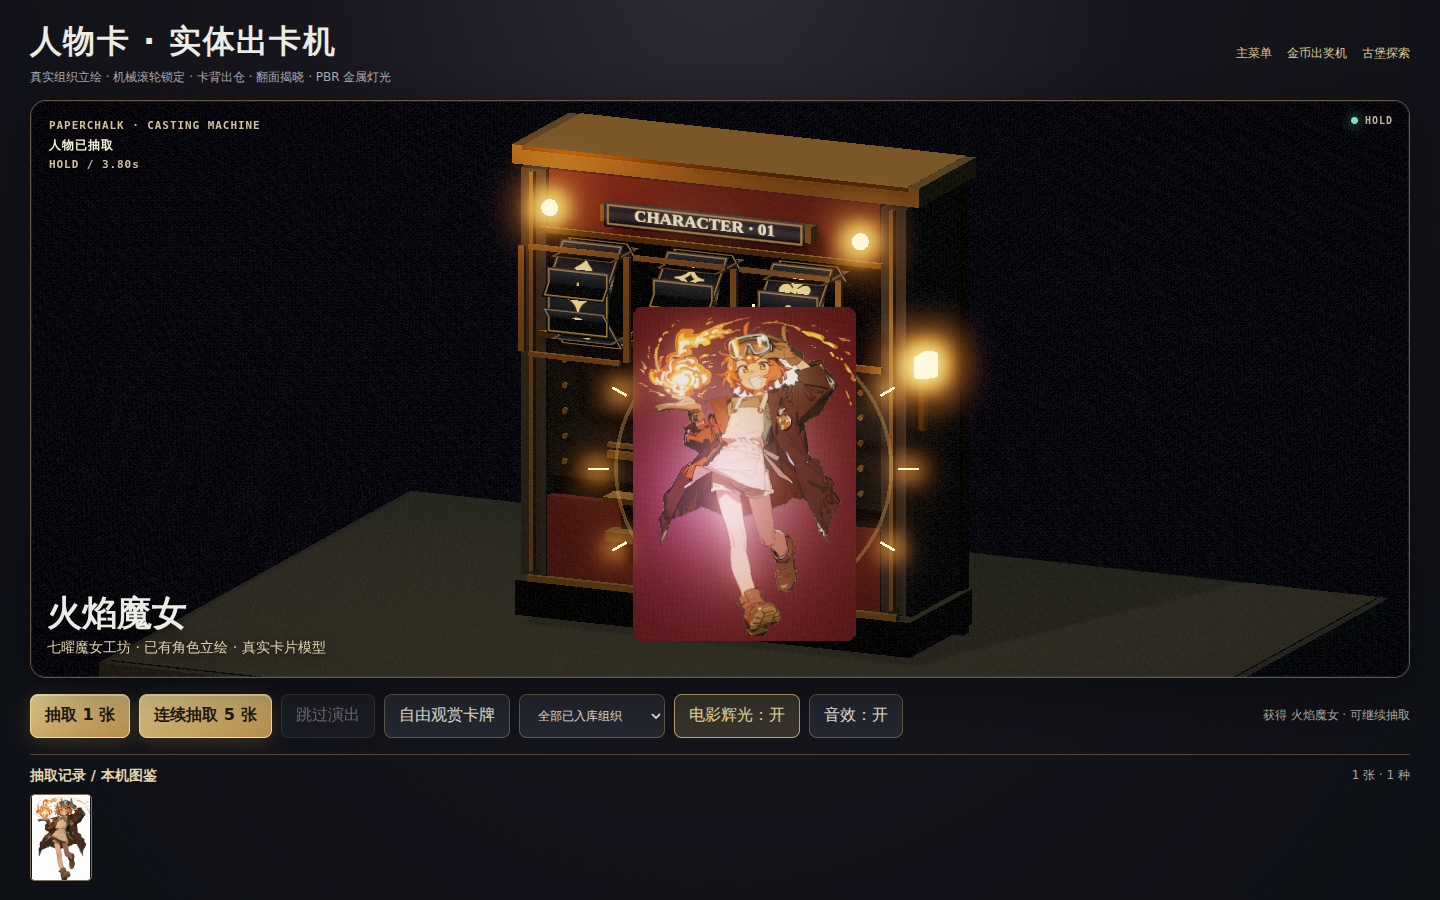 人物卡 · 实体出卡机
真实组织立绘 · 机械滚轮锁定 · 卡背出仓 · 翻面揭晓 · PBR 金属灯光
主菜单 金币出奖机 古堡探索
PAPERCHALK · CASTING MACHINE
人物已抽取
HOLD / 3.80s
HOLD
CHARACTER · 01
火焰魔女
七曜魔女工坊 · 已有角色立绘 · 真实卡片模型
抽取 1 张 连续抽取 5 张 跳过演出 自由观赏卡牌 全部已入库组织 电影辉光：开 音效：开 获得 火焰魔女 · 可继续抽取
抽取记录 / 本机图鉴 1 张 · 1 种